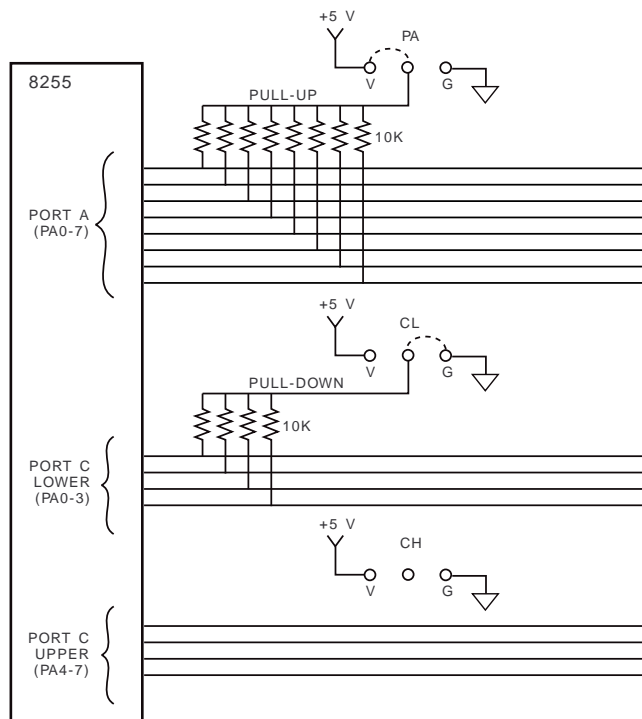 +5 V
PA
V
G
8255
PULL-UP
10K
PORT A
(PA0-7)
+5 V
CL
V
G
PULL-DOWN
10K
PORT C
LOWER
(PA0-3)
+5 V
CH
V
G
PORT C
UPPER
(PA4-7)